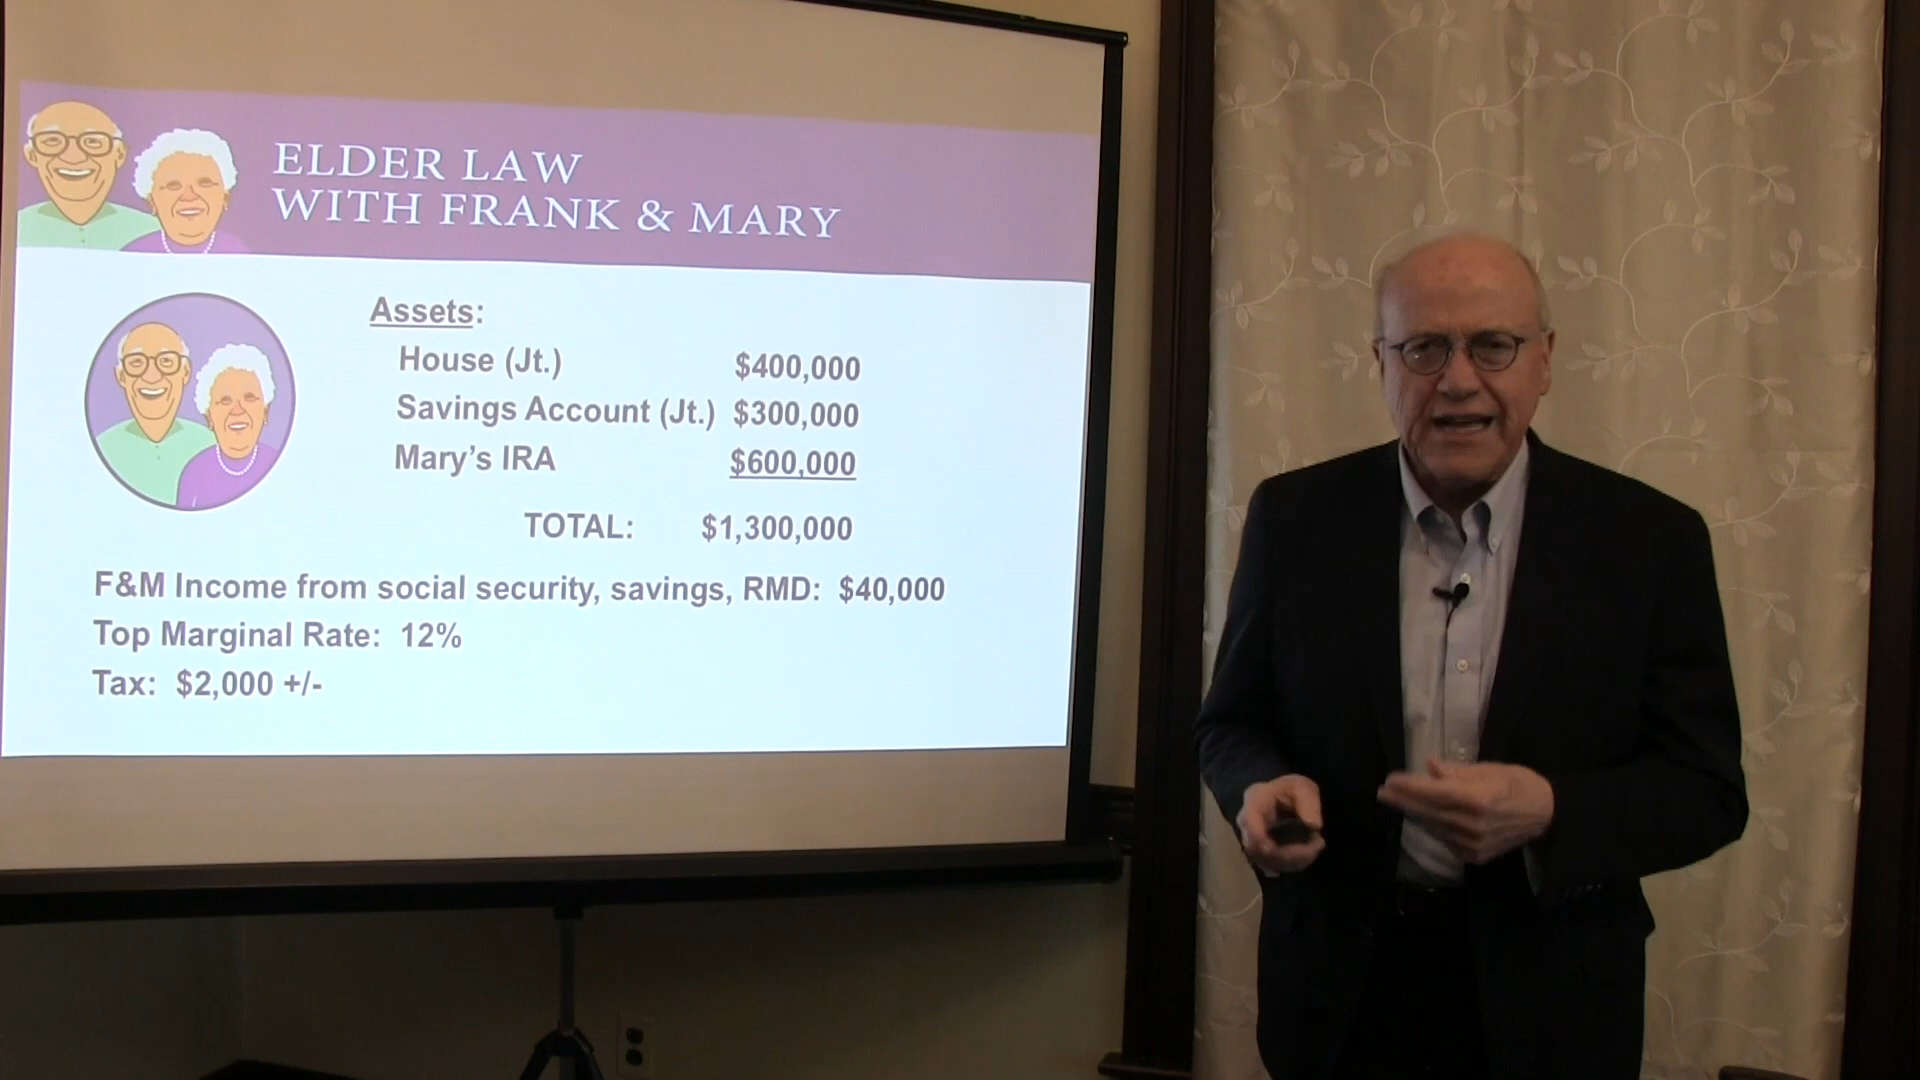 ELDER LAW
WITH FRANK & MARY
Assets:
House (Jt.) $400,000
Savings Account (Jt.) $300,000
Mary's IRA $600,000
TOTAL: $1,300,000
F&M Income from social security, savings, RMD: $40,000
Top Marginal Rate: 12%
Tax: $2,000 +/-